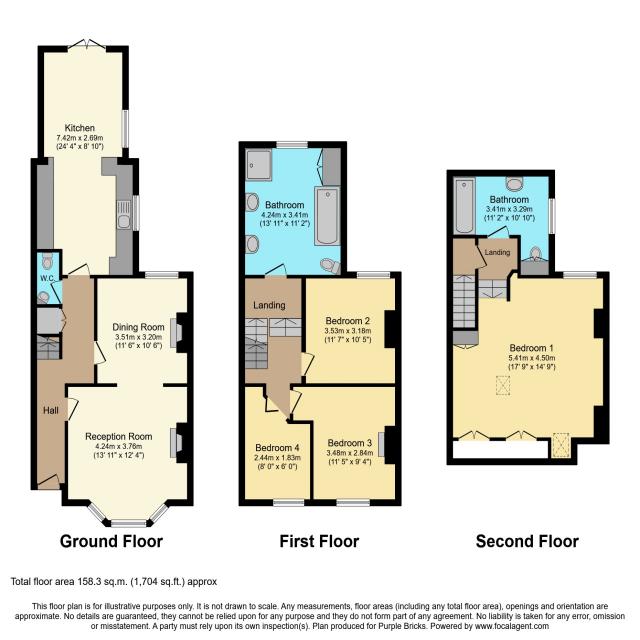 Kitchen
7.42m x 2.69m
(24' 4" x 8' 10")
W.C.
Dining Room
3.51m x 3.20m
(11' 6" x 10' 6")
Hall
Reception Room
4.24m x 3.76m
(13' 11" x 12' 4")
Ground Floor
Bathroom
4.24m x 3.41m
(13' 11" x 11' 2")
Landing
Bedroom 2
3.53m x 3.18m
(11' 7" x 10' 5")
Bedroom 4
2.44m x 1.83m
(8' 0" x 6' 0")
Bedroom 3
3.48m x 2.84m
(11' 5" x 9' 4")
First Floor
Bathroom
3.41m x 3.29m
(11' 2" x 10' 10")
Landing
Bedroom 1
5.41m x 4.50m
(17' 9" x 14' 9")
Second Floor
Total floor area 158.3 sq.m. (1,704 sq.ft.) approx
This floor plan is for illustrative purposes only. It is not drawn to scale. Any measurements, floor areas (including any total floor area), openings and orientation are
approximate. No details are guaranteed, they cannot be relied upon for any purpose and they do not form part of any agreement. No liability is taken for any error, omission
or misstatement. A party must rely upon its own inspection(s). Plan produced for Purple Bricks. Powered by www.focalagent.com